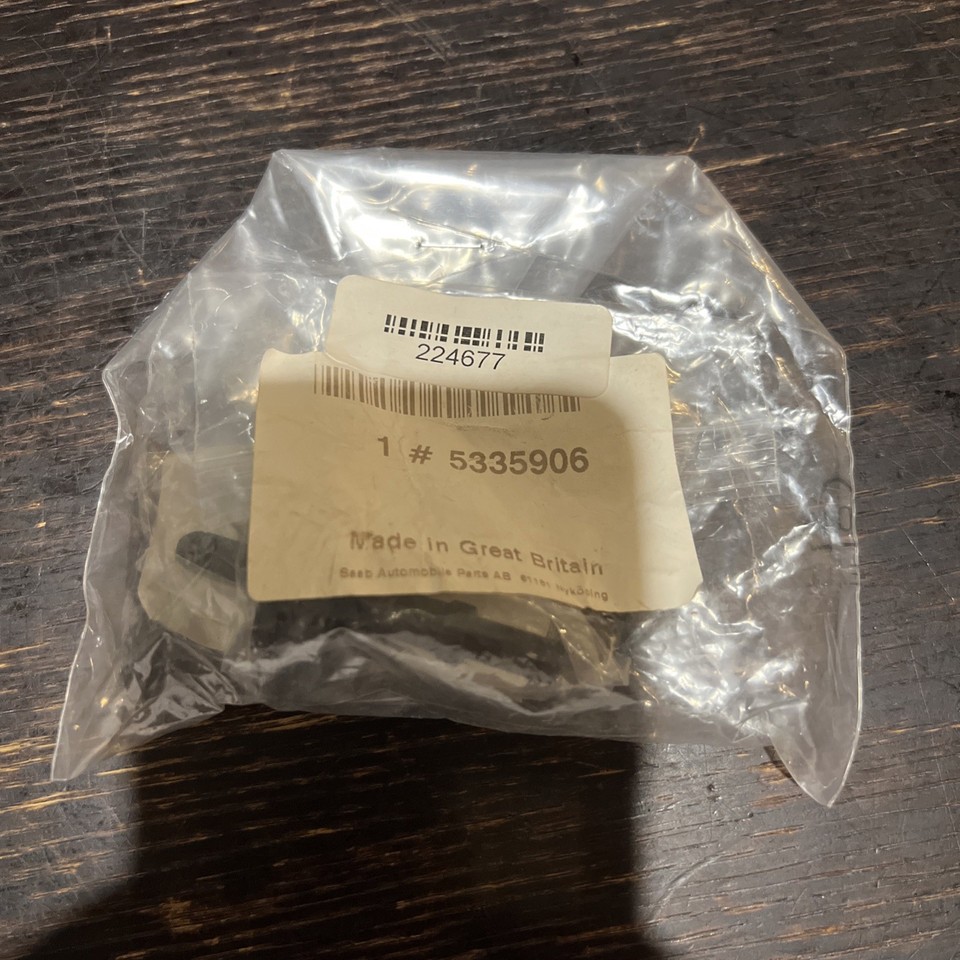 224677
1 # 5335906
Made in Great Britain
Saab Automobile Parts AB